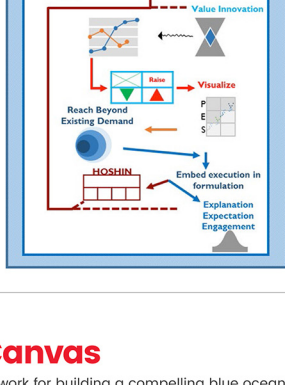 Value Innovation
Raise
Visualize
Reach Beyond
Existing Demand
P
E
S
HOSHIN
Embed execution in
formulation
Explanation
Expectation
Engagement
Canvas
work for building a compelling blue ocean